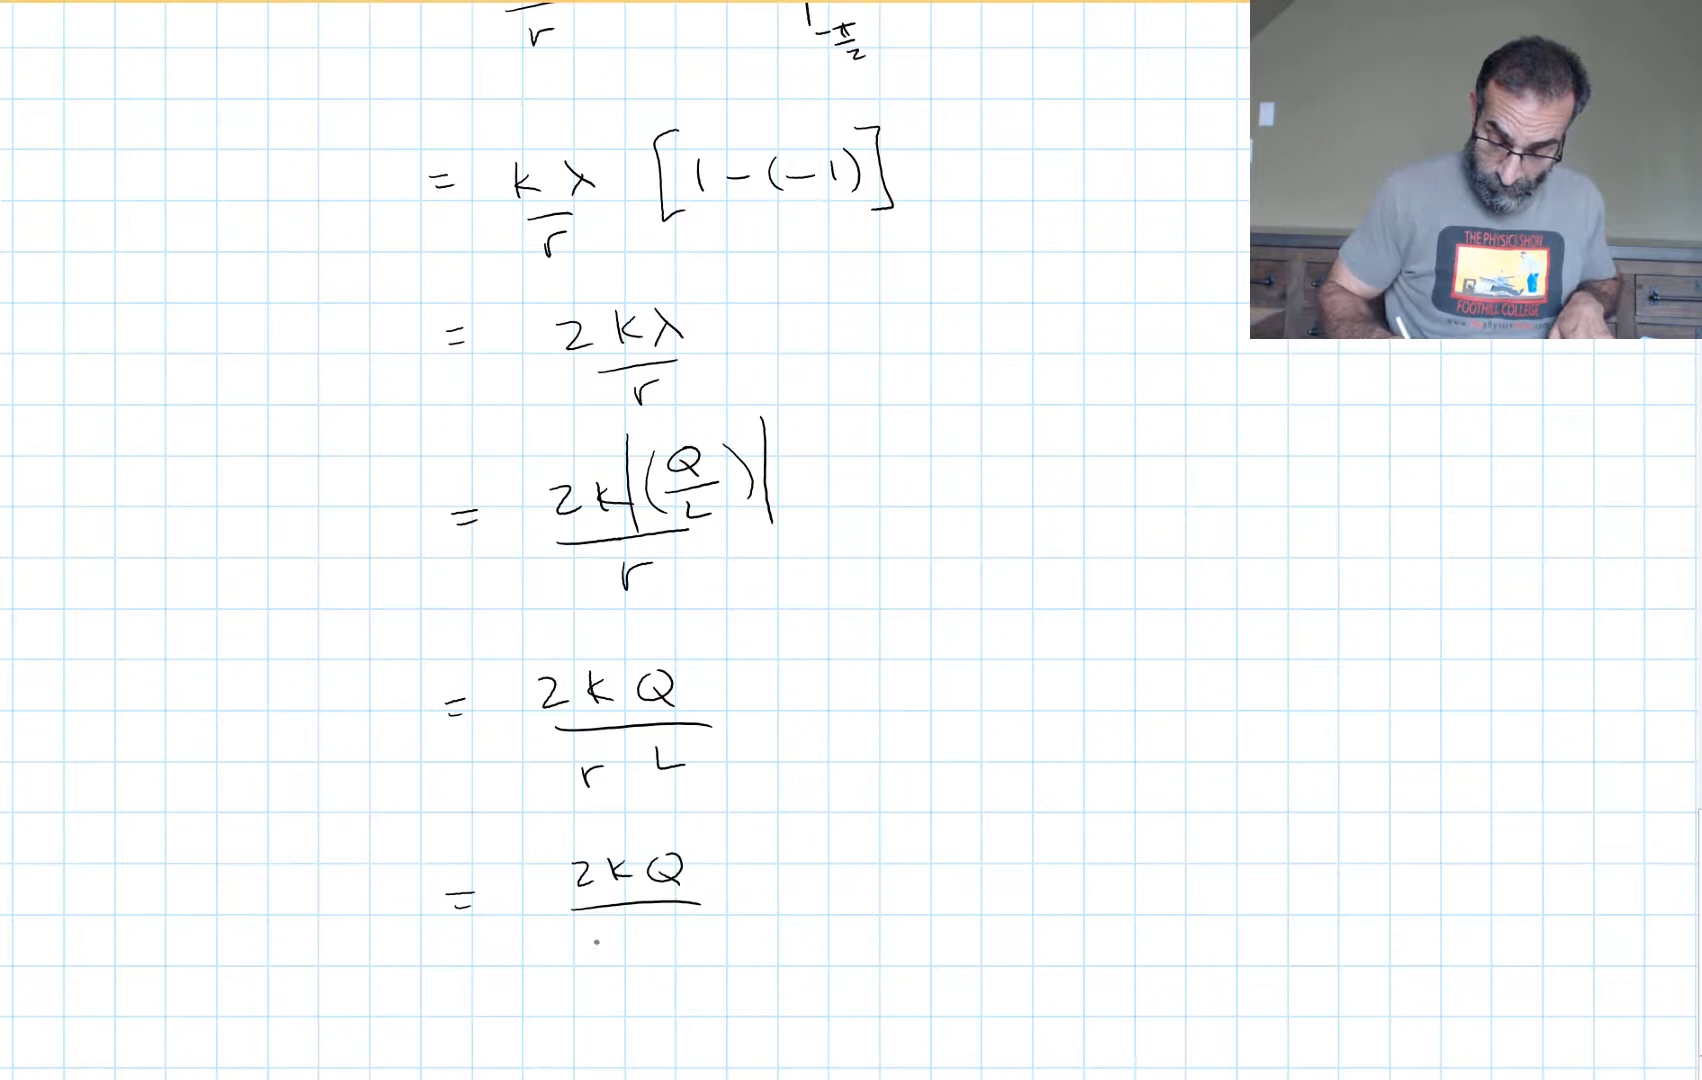 r
-π/2
= kλ/r [1-(-1)]
= 2kλ/r
= 2k|(Q/L)|/r
= 2kQ/r L
= 2kQ
THE PHYSICS SHOW
FOOTHILL COLLEGE